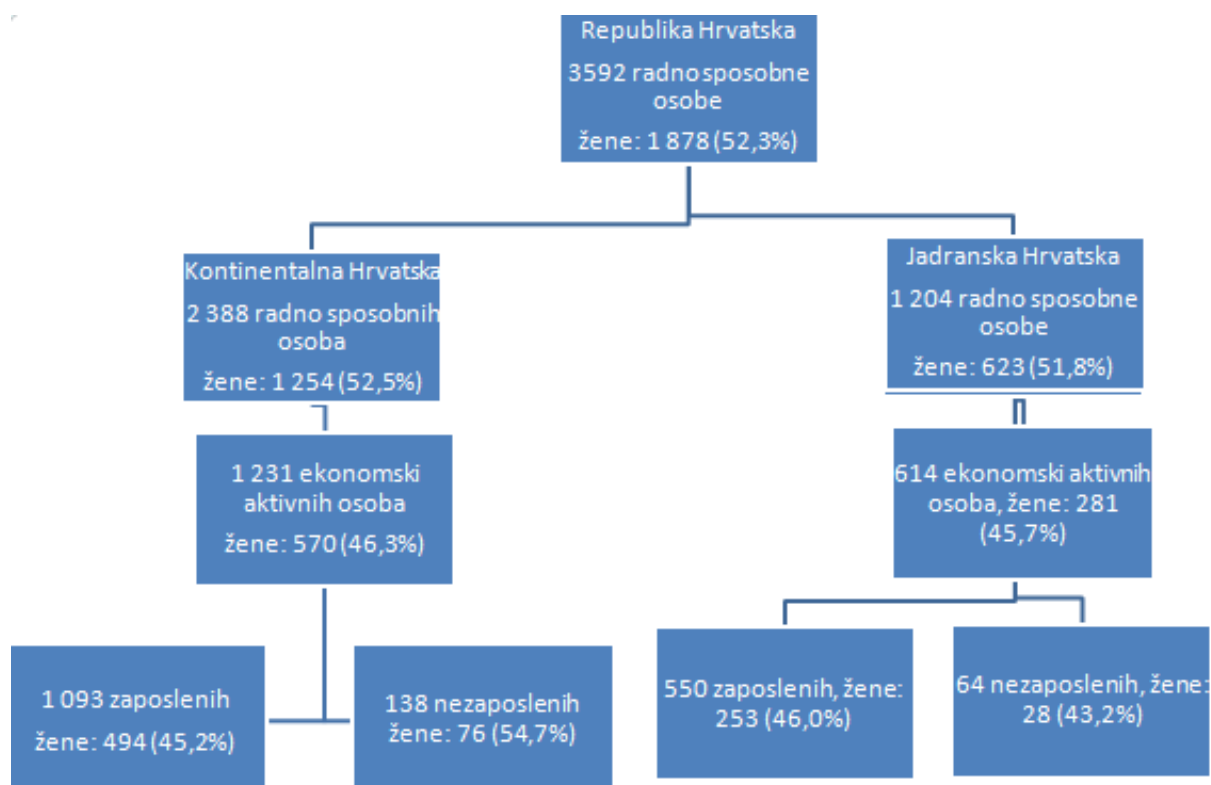 Republika Hrvatska
3592 radno sposobne
osobe
žene: 1 878 (52,3%)
Kontinentalna Hrvatska
2 388 radno sposobnih
osoba
žene: 1 254 (52,5%)
Jadranska Hrvatska
1 204 radno sposobne
osobe
žene: 623 (51,8%)
1 231 ekonomski
aktivnih osoba
žene: 570 (46,3%)
614 ekonomski aktivnih
osoba, žene: 281
(45,7%)
1 093 zaposlenih
žene: 494 (45,2%)
138 nezaposlenih
žene: 76 (54,7%)
550 zaposlenih, žene:
253 (46,0%)
64 nezaposlenih, žene:
28 (43,2%)